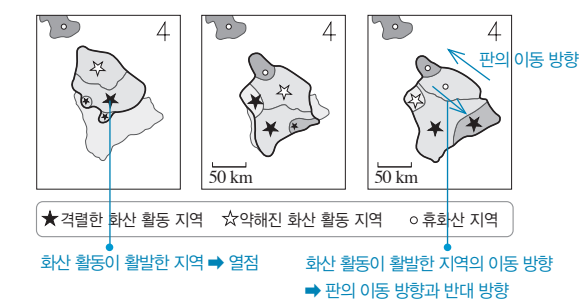 4
4
4
판의 이동 방향
50 km
50 km
★격렬한 화산 활동 지역 ☆약해진 화산 활동 지역 ○휴화산 지역
화산 활동이 활발한 지역 ➡ 열점
화산 활동이 활발한 지역의 이동 방향
➡ 판의 이동 방향과 반대 방향